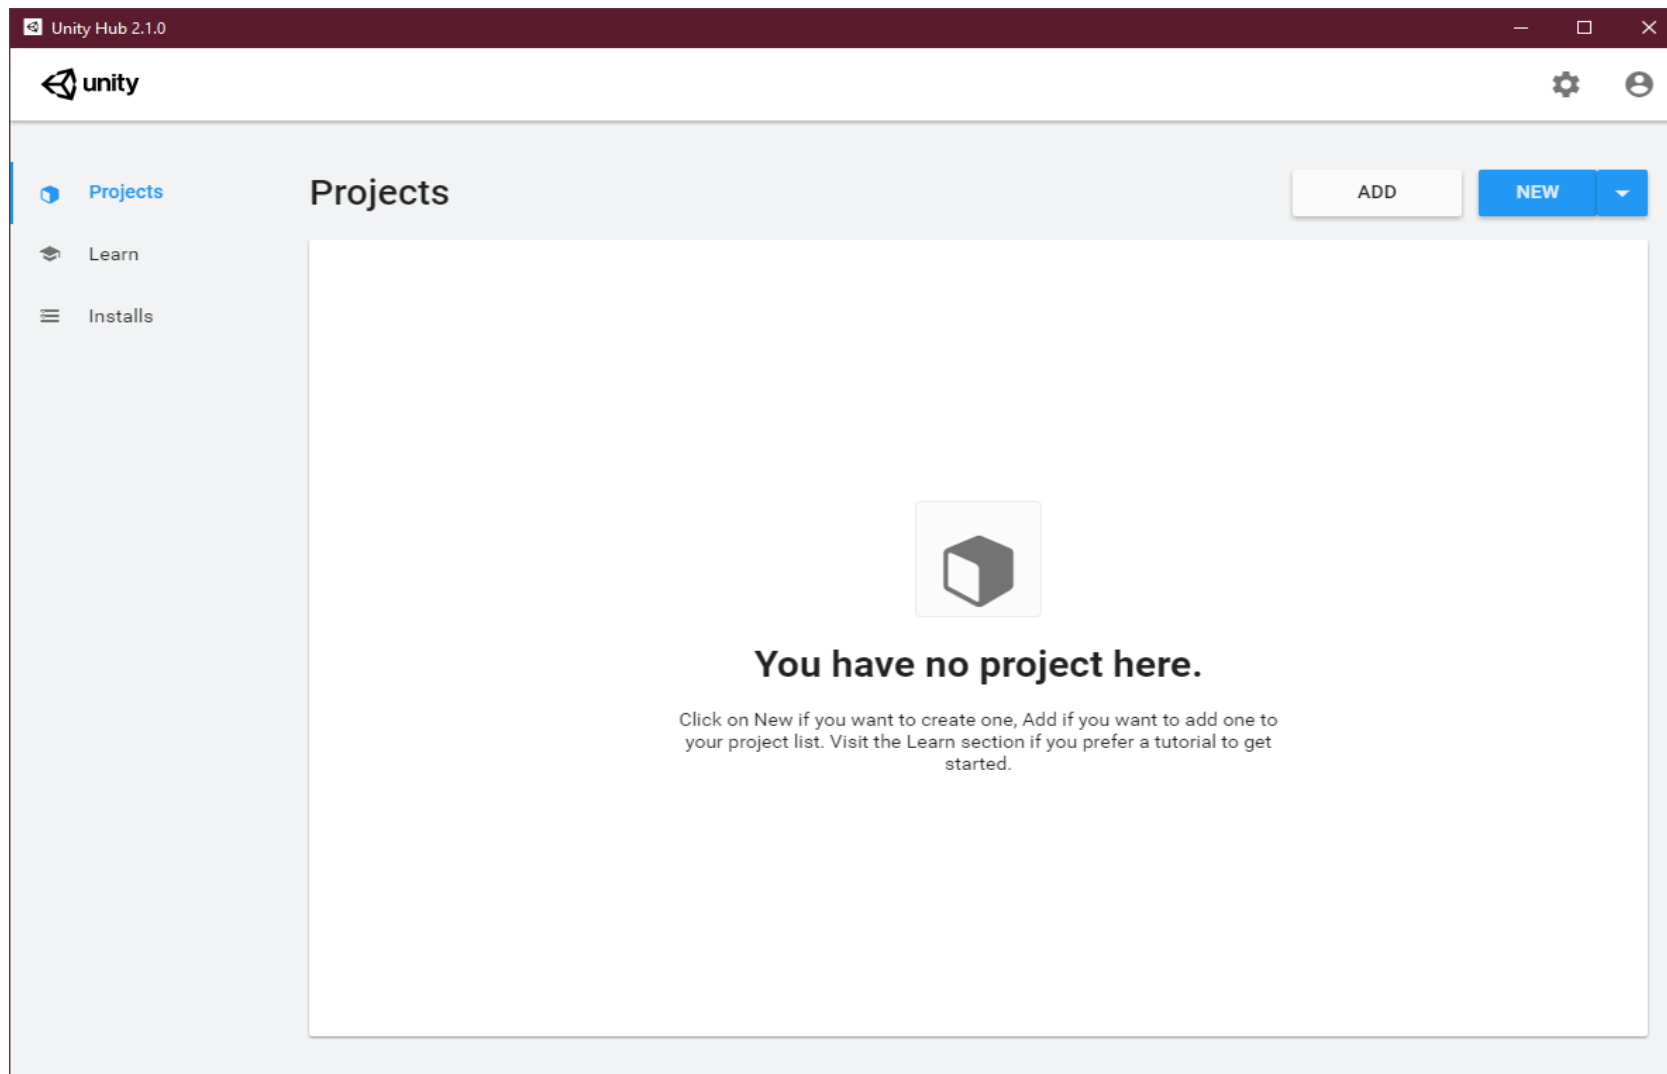 Unity Hub 2.1.0
unity
Projects
Learn
Installs
Projects
ADD
NEW
You have no project here.
Click on New if you want to create one, Add if you want to add one to
your project list. Visit the Learn section if you prefer a tutorial to get
started.